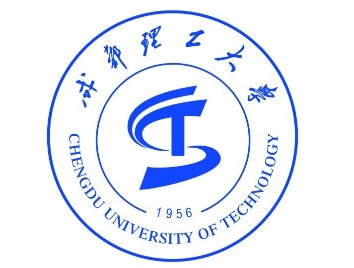 成都理工大学
1956
CHENGDU UNIVERSITY OF TECHNOLOGY